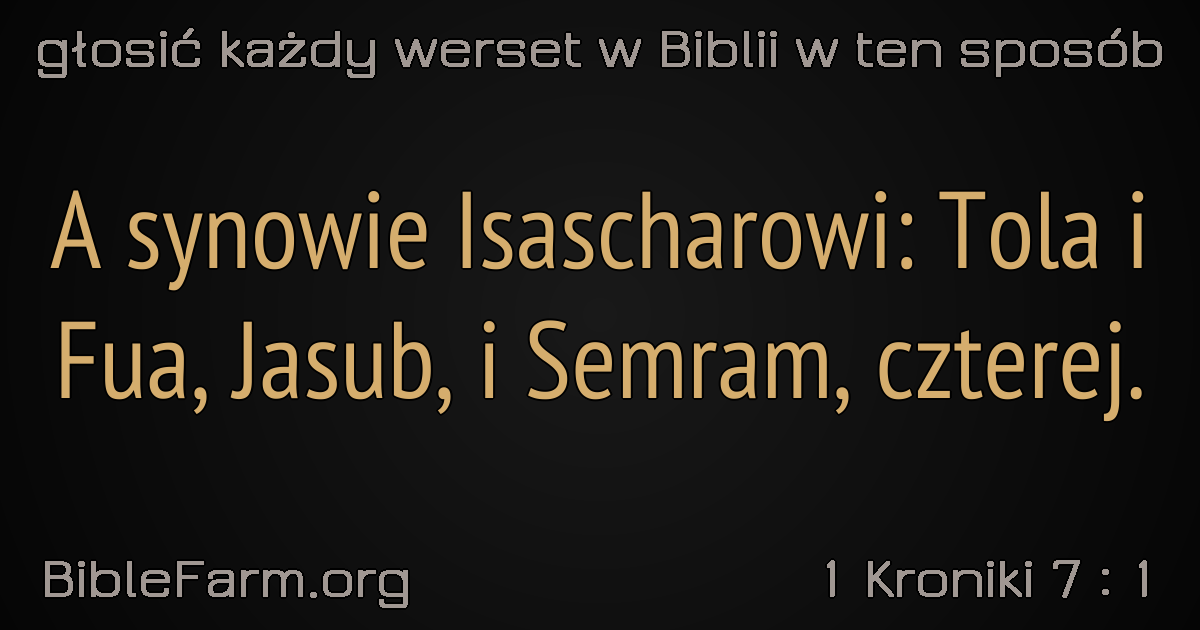 głosić każdy werset w Biblii w ten sposób
A synowie Isascharowi: Tola i
Fua, Jasub, i Semram, czterej.
BibleFarm.org
1 Kroniki 7 : 1